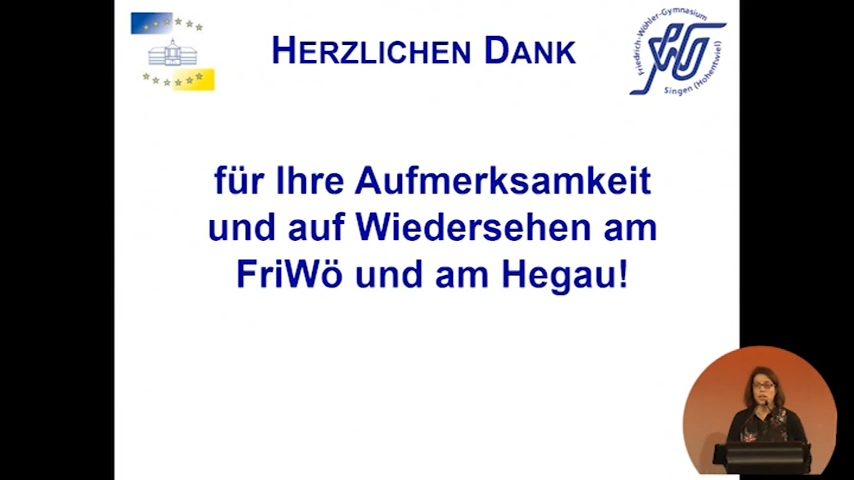 HERZLICHEN DANK
Friedrich-Wöhler-Gymnasium
Singen (Hohentwiel)
für Ihre Aufmerksamkeit
und auf Wiedersehen am
FriWö und am Hegau!